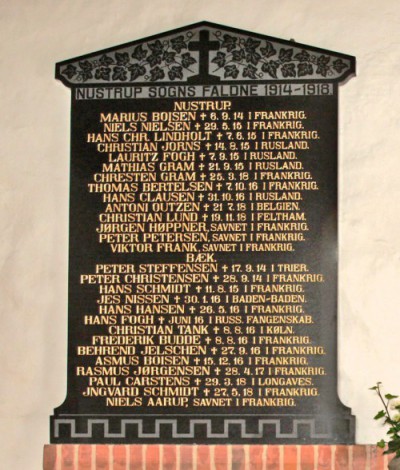 NUSTRUP SOGNS FALDNE 1914-1918.
NUSTRUP.
MARIUS BOISEN ✝ 6.9.14 I FRANKRIG.
NIELS NIELSEN ✝ 29.5.15 I FRANKRIG.
HANS CHR. LINDHOLT ✝ 7.6.15 I FRANKRIG.
CHRISTIAN JØRNS ✝ 14.8.15 I RUSLAND.
LAURITZ FOGH ✝ 7.9.15 I RUSLAND.
MATHIAS GRAM ✝ 21.9.15 I RUSLAND.
CHRESTEN GRAM ✝ 25.3.18 I FRANKRIG.
THOMAS BERTELSEN ✝ 7.10.16 I FRANKRIG.
HANS CLAUSEN ✝ 31.10.16 I RUSLAND.
ANTONI OUTZEN ✝ 21.7.18 I BELGIEN.
CHRISTIAN LUND ✝ 19.11.18 I FELTHAM.
JØRGEN HØPPNER, SAVNET I FRANKRIG.
PETER PETERSEN, SAVNET I FRANKRIG.
VIKTOR FRANK, SAVNET I FRANKRIG.
BÆK.
PETER STEFFENSEN ✝ 17.9.14 I TRIER.
PETER CHRISTENSEN ✝ 28.9.14 I FRANKRIG.
HANS SCHMIDT ✝ 11.8.15 I FRANKRIG.
JES NISSEN ✝ 30.1.16 I BADEN-BADEN.
HANS HANSEN ✝ 26.5.16 I FRANKRIG.
HANS FOGH ✝ JUNI 16 I RUSS. FANGENSKAB.
CHRISTIAN TANK ✝ 8.8.16 I KØLN.
FREDERIK BUDDE ✝ 8.8.16 I FRANKRIG.
BEHREND JELSCHEN ✝ 27.9.16 I FRANKRIG.
ASMUS BOISEN ✝ 15.12.16 I FRANKRIG.
RASMUS JØRGENSEN ✝ 28.4.17 I FRANKRIG.
PAUL CARSTENS ✝ 29.3.18 I LONGAVES.
JNGVARD SCHMIDT ✝ 27.5.18 I FRANKRIG.
NIELS AARUP, SAVNET I FRANKRIG.